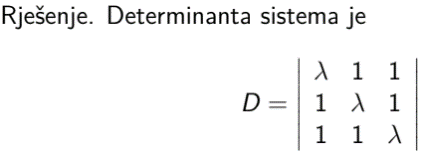 Rješenje. Determinanta sistema je
D = | λ 1 1 |
| 1 λ 1 |
| 1 1 λ |